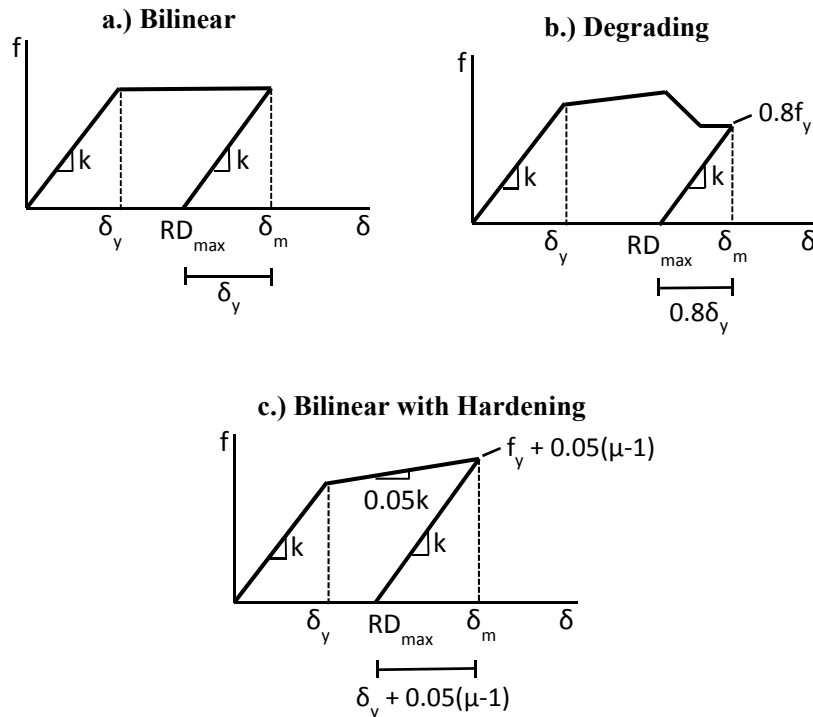 a.) Bilinear
f
k
k
δy
RDmax
δm
δ
δy
b.) Degrading
f
0.8fy
k
k
δy
RDmax
δm
δ
0.8δy
c.) Bilinear with Hardening
f
fy + 0.05(μ-1)
0.05k
k
k
δy
RDmax
δm
δ
δy + 0.05(μ-1)